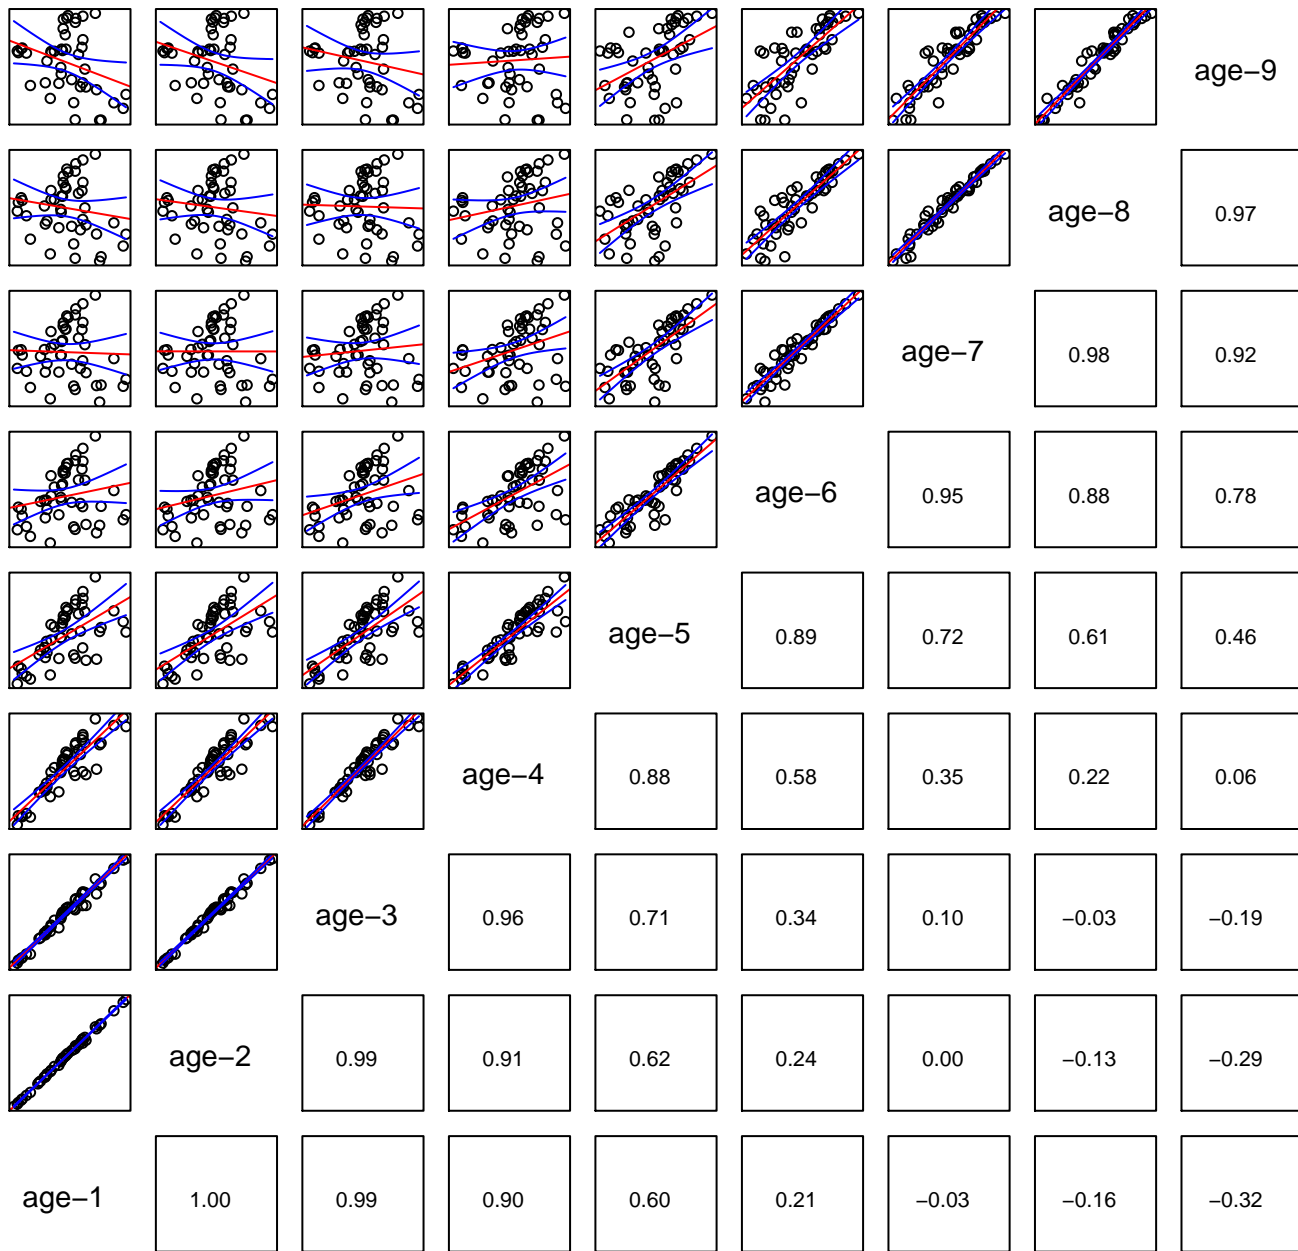 age−9
age−8 0.97
age−7 0.98 0.92
age−6 0.95 0.88 0.78
age−5 0.89 0.72 0.61 0.46
age−4 0.88 0.58 0.35 0.22 0.06
age−3 0.96 0.71 0.34 0.10 −0.03 −0.19
age−2 0.99 0.91 0.62 0.24 0.00 −0.13 −0.29
age−1 1.00 0.99 0.90 0.60 0.21 −0.03 −0.16 −0.32